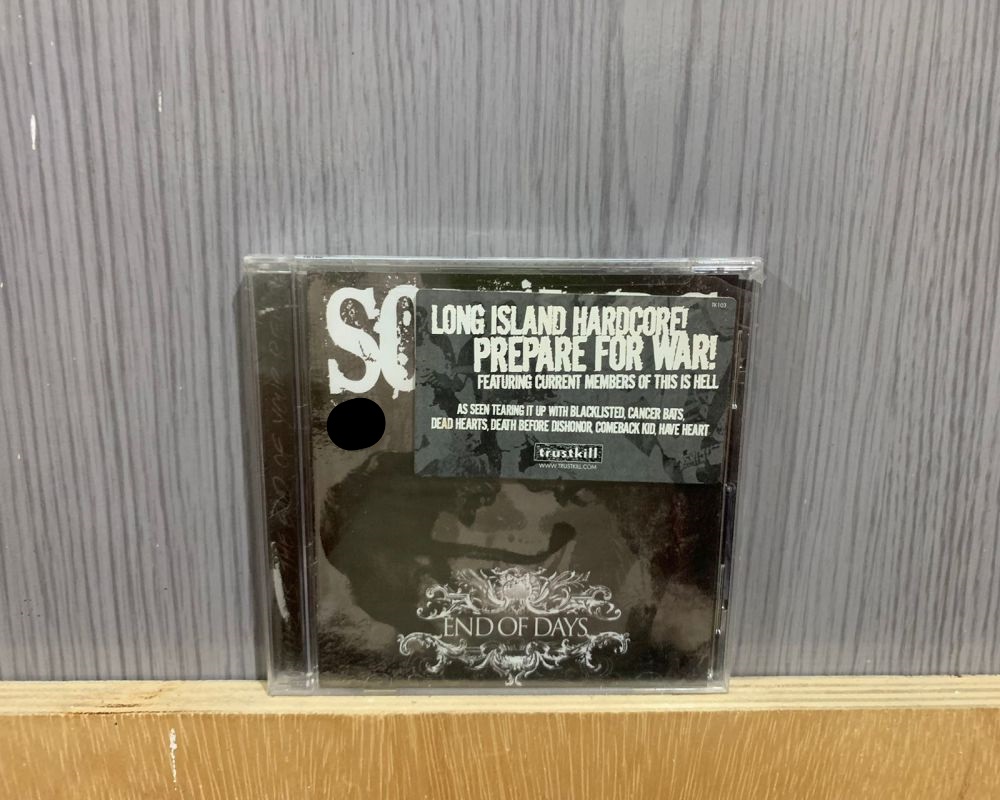 SO
TK103
LONG ISLAND HARDCORE!
PREPARE FOR WAR!
FEATURING CURRENT MEMBERS OF THIS IS HELL
AS SEEN TEARING IT UP WITH BLACKLISTED, CANCER BATS,
DEAD HEARTS, DEATH BEFORE DISHONOR, COMEBACK KID, HAVE HEART
trustkill
WWW.TRUSTKILL.COM
END OF DAYS